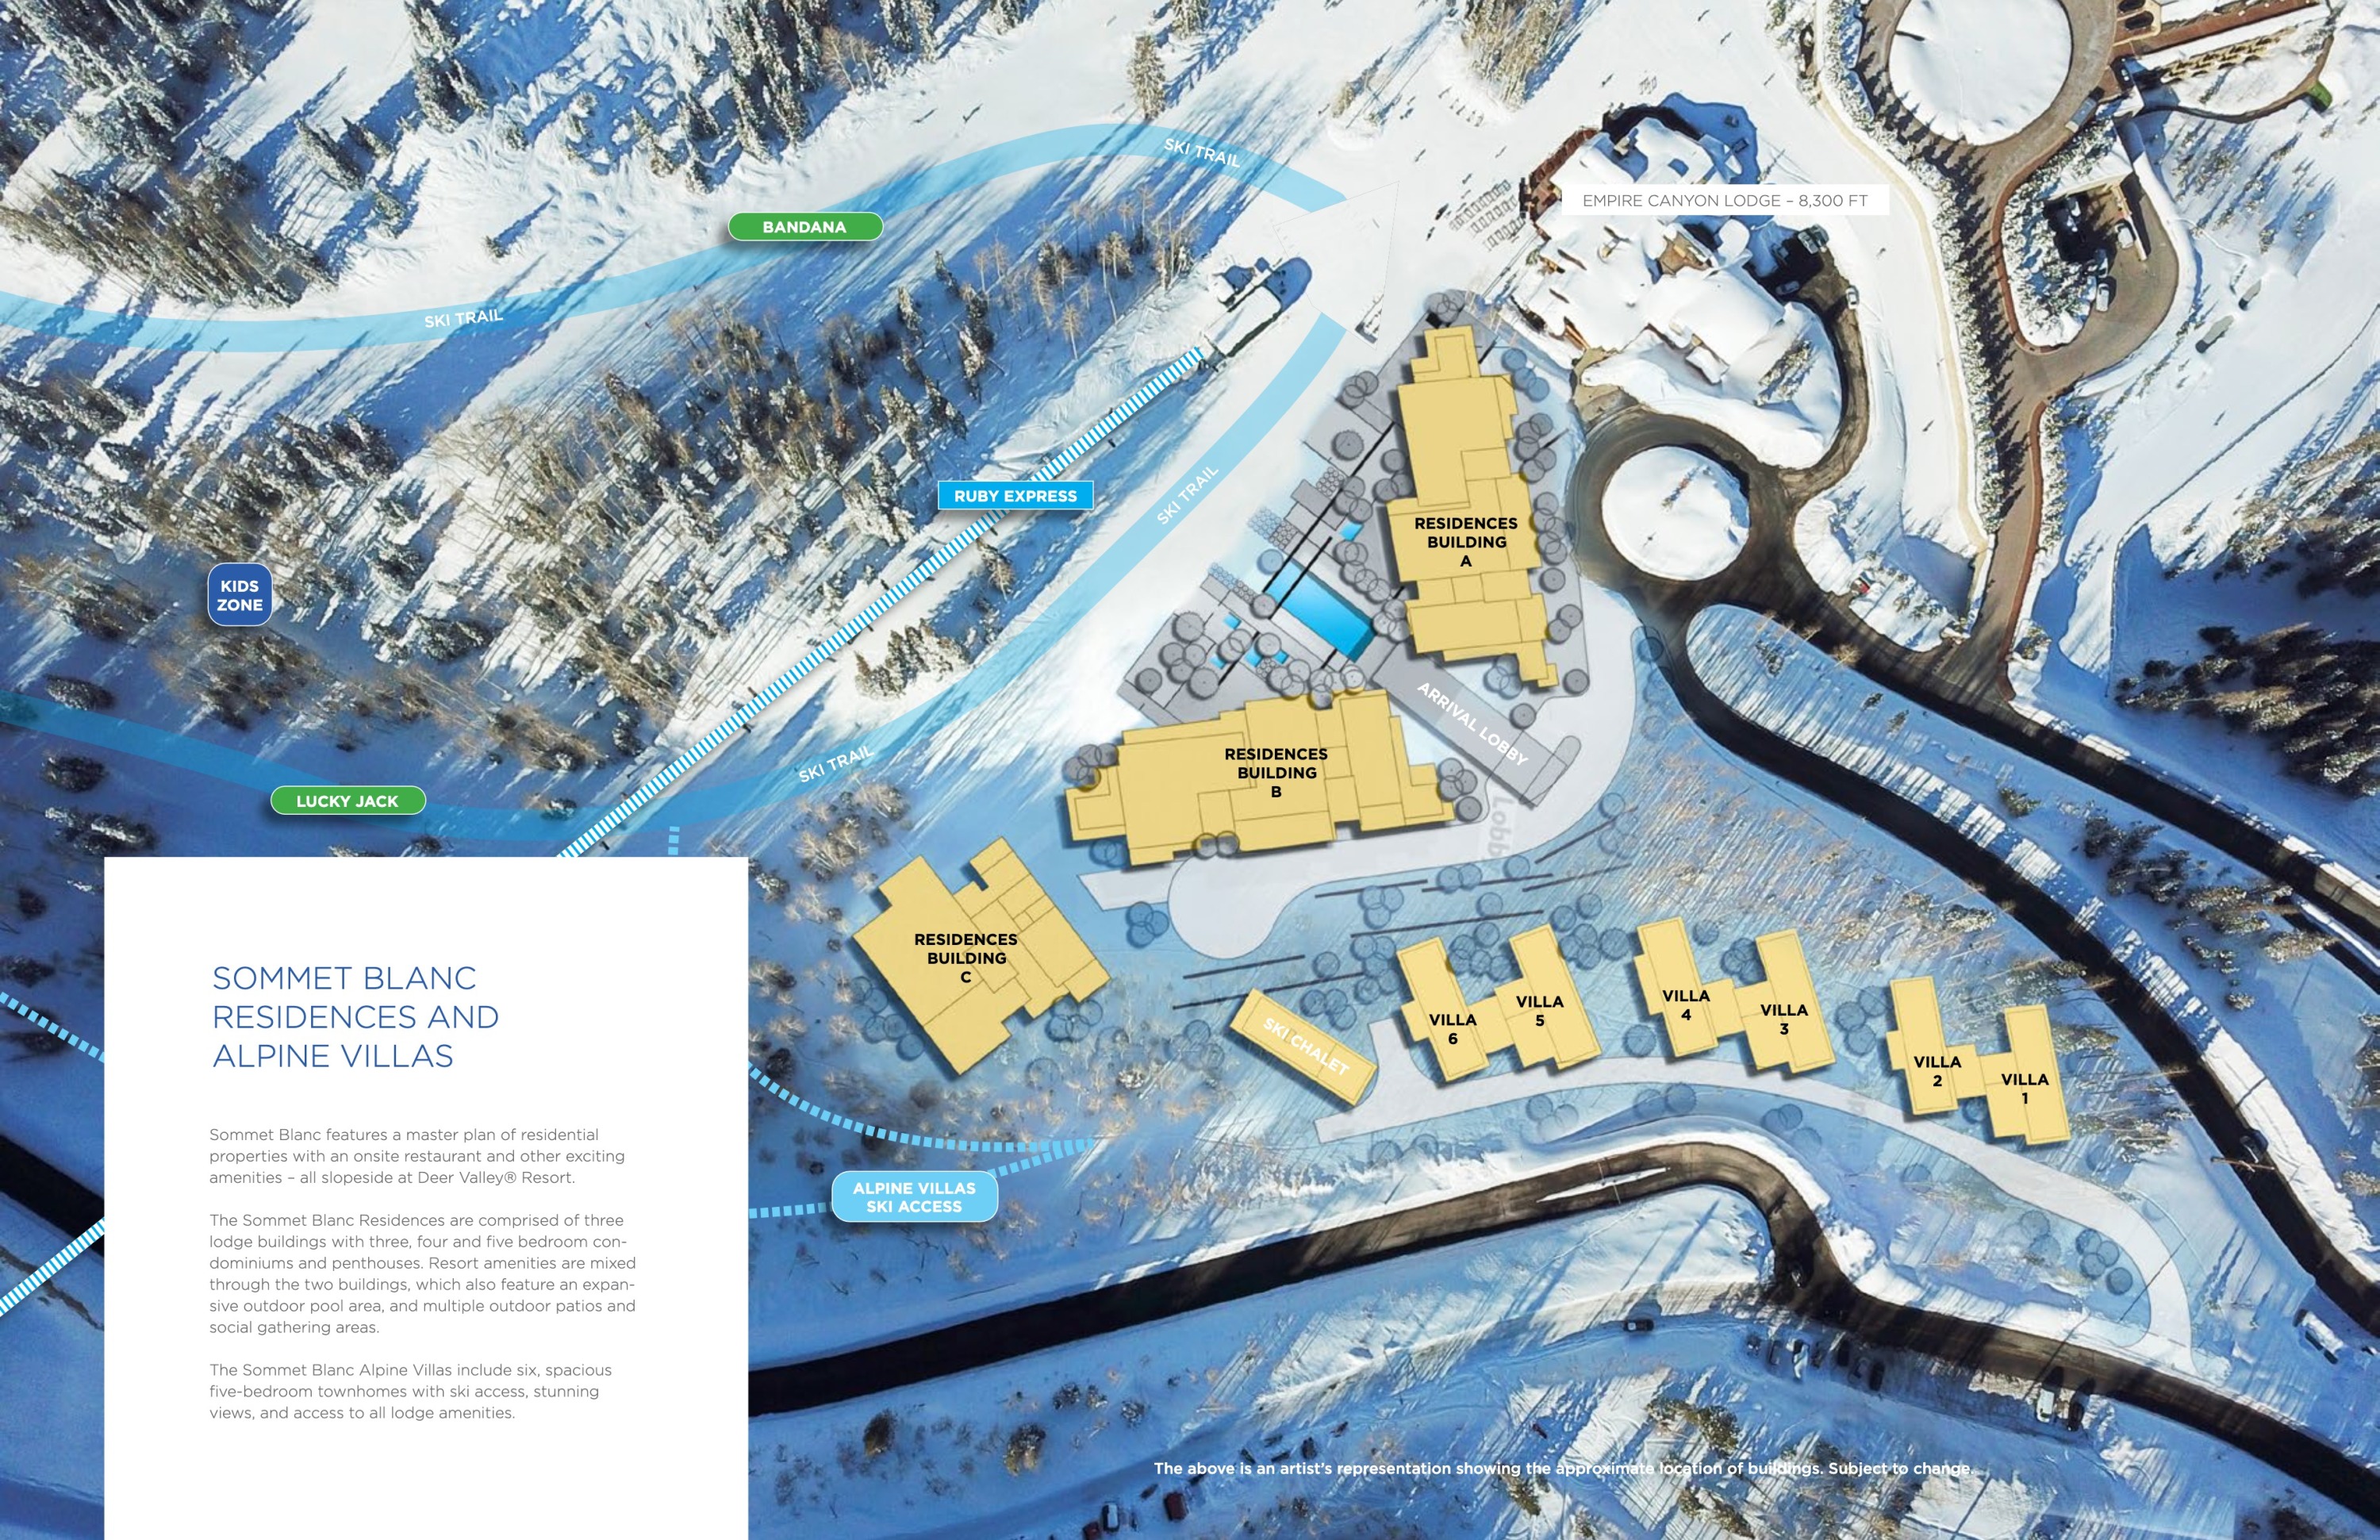 SKI TRAIL
EMPIRE CANYON LODGE – 8,300 FT
BANDANA
SKI TRAIL
RUBY EXPRESS
SKI TRAIL
RESIDENCES
BUILDING
A
KIDS
ZONE
ARRIVAL LOBBY
SKI TRAIL
RESIDENCES
BUILDING
B
LUCKY JACK
RESIDENCES
BUILDING
C
SKI CHALET
VILLA
6
VILLA
5
VILLA
4
VILLA
3
VILLA
2
VILLA
1
ALPINE VILLAS
SKI ACCESS
SOMMET BLANC
RESIDENCES AND
ALPINE VILLAS
Sommet Blanc features a master plan of residential
properties with an onsite restaurant and other exciting
amenities – all slopeside at Deer Valley® Resort.
The Sommet Blanc Residences are comprised of three
lodge buildings with three, four and five bedroom con-
dominiums and penthouses. Resort amenities are mixed
through the two buildings, which also feature an expan-
sive outdoor pool area, and multiple outdoor patios and
social gathering areas.
The Sommet Blanc Alpine Villas include six, spacious
five-bedroom townhomes with ski access, stunning
views, and access to all lodge amenities.
The above is an artist's representation showing the approximate location of buildings. Subject to change.